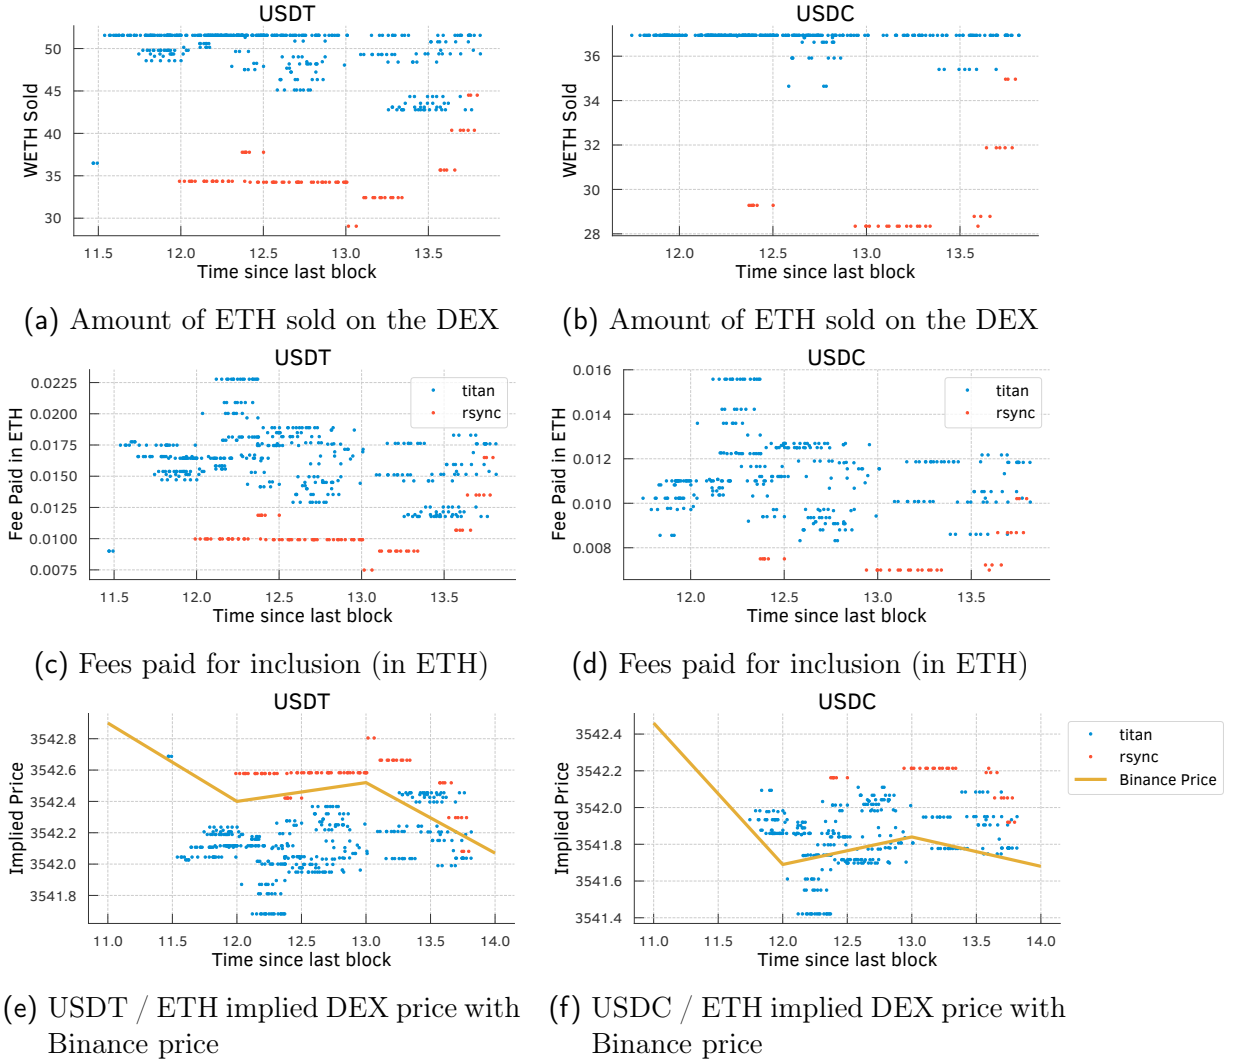 USDT
USDC
WETH Sold
50
45
40
35
30
11.5 12.0 12.5 13.0 13.5
Time since last block
WETH Sold
36
34
32
30
28
12.0 12.5 13.0 13.5
Time since last block
(a) Amount of ETH sold on the DEX
(b) Amount of ETH sold on the DEX
USDT
USDC
Fee Paid in ETH
0.0225
0.0200
0.0175
0.0150
0.0125
0.0100
0.0075
titan
rsync
11.5 12.0 12.5 13.0 13.5
Time since last block
Fee Paid in ETH
0.016
0.014
0.012
0.010
0.008
titan
rsync
12.0 12.5 13.0 13.5
Time since last block
(c) Fees paid for inclusion (in ETH)
(d) Fees paid for inclusion (in ETH)
USDT
USDC
Implied Price
3542.8
3542.6
3542.4
3542.2
3542.0
3541.8
11.0 11.5 12.0 12.5 13.0 13.5 14.0
Time since last block
Implied Price
3542.4
3542.2
3542.0
3541.8
3541.6
3541.4
11.0 11.5 12.0 12.5 13.0 13.5 14.0
Time since last block
titan
rsync
Binance Price
(e) USDT / ETH implied DEX price with
Binance price
(f) USDC / ETH implied DEX price with
Binance price